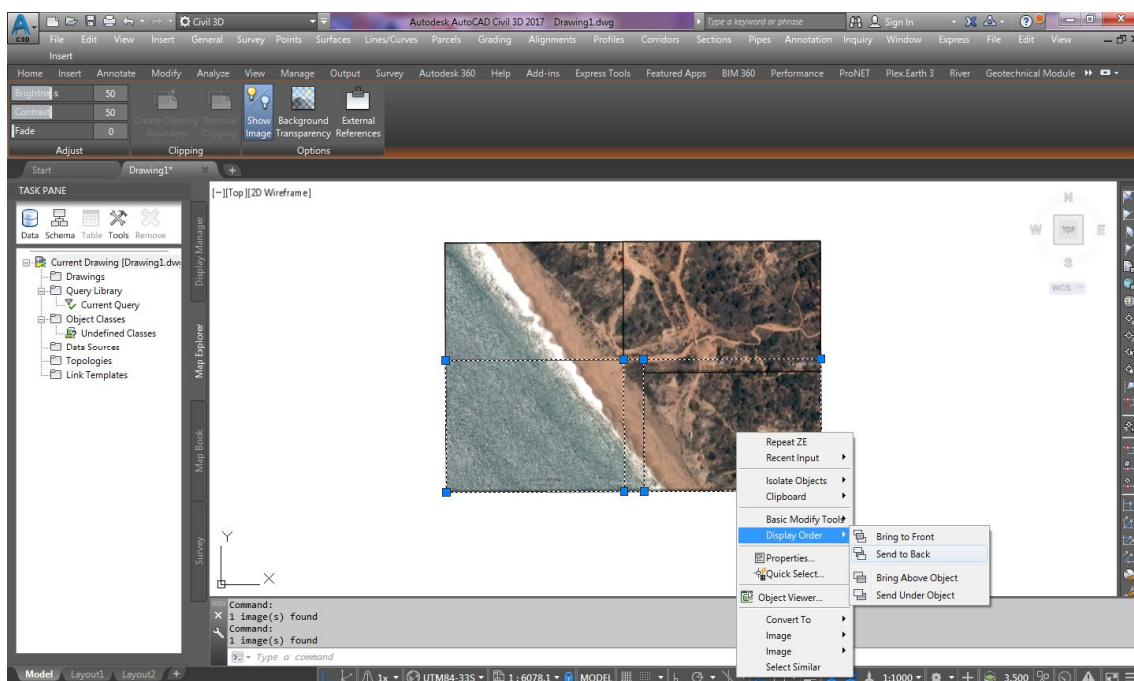 Civil 3D
Autodesk AutoCAD Civil 3D 2017 Drawing1.dwg
Type a keyword or phrase
Sign In
C3D
File Edit View Insert General Survey Points Surfaces Lines/Curves Parcels Grading Alignments Profiles Corridors Sections Pipes Annotation Inquiry Window Express File Edit View
Insert
Home Insert Annotate Modify Analyze View Manage Output Survey Autodesk 360 Help Add-ins Express Tools Featured Apps BIM 360 Performance ProNET Plex.Earth 3 River Geotechnical Module
Brightness 50
Contrast 50
Fade 0
Create Clipping Boundary
Remove Clipping
Show Image
Background Transparency
External References
Adjust Clipping Options
Start Drawing1*
TASK PANE
[−][Top][2D Wireframe]
Data Schema Table Tools Remove
Current Drawing [Drawing1.dw
Drawings
Query Library
Current Query
Object Classes
Undefined Classes
Data Sources
Topologies
Link Templates
Display Manager
Map Explorer
Map Book
Survey
N
W TOP E
S
WCS
Y
X
Repeat ZE
Recent Input
Isolate Objects
Clipboard
Basic Modify Tools
Display Order
Properties...
Quick Select...
Object Viewer...
Convert To
Image
Image
Select Similar
Bring to Front
Send to Back
Bring Above Object
Send Under Object
Command:
1 image(s) found
Command:
1 image(s) found
Type a command
Model Layout1 Layout2 + 1x UTM84-33S 1:6078.1 MODEL 1:1000 3.500